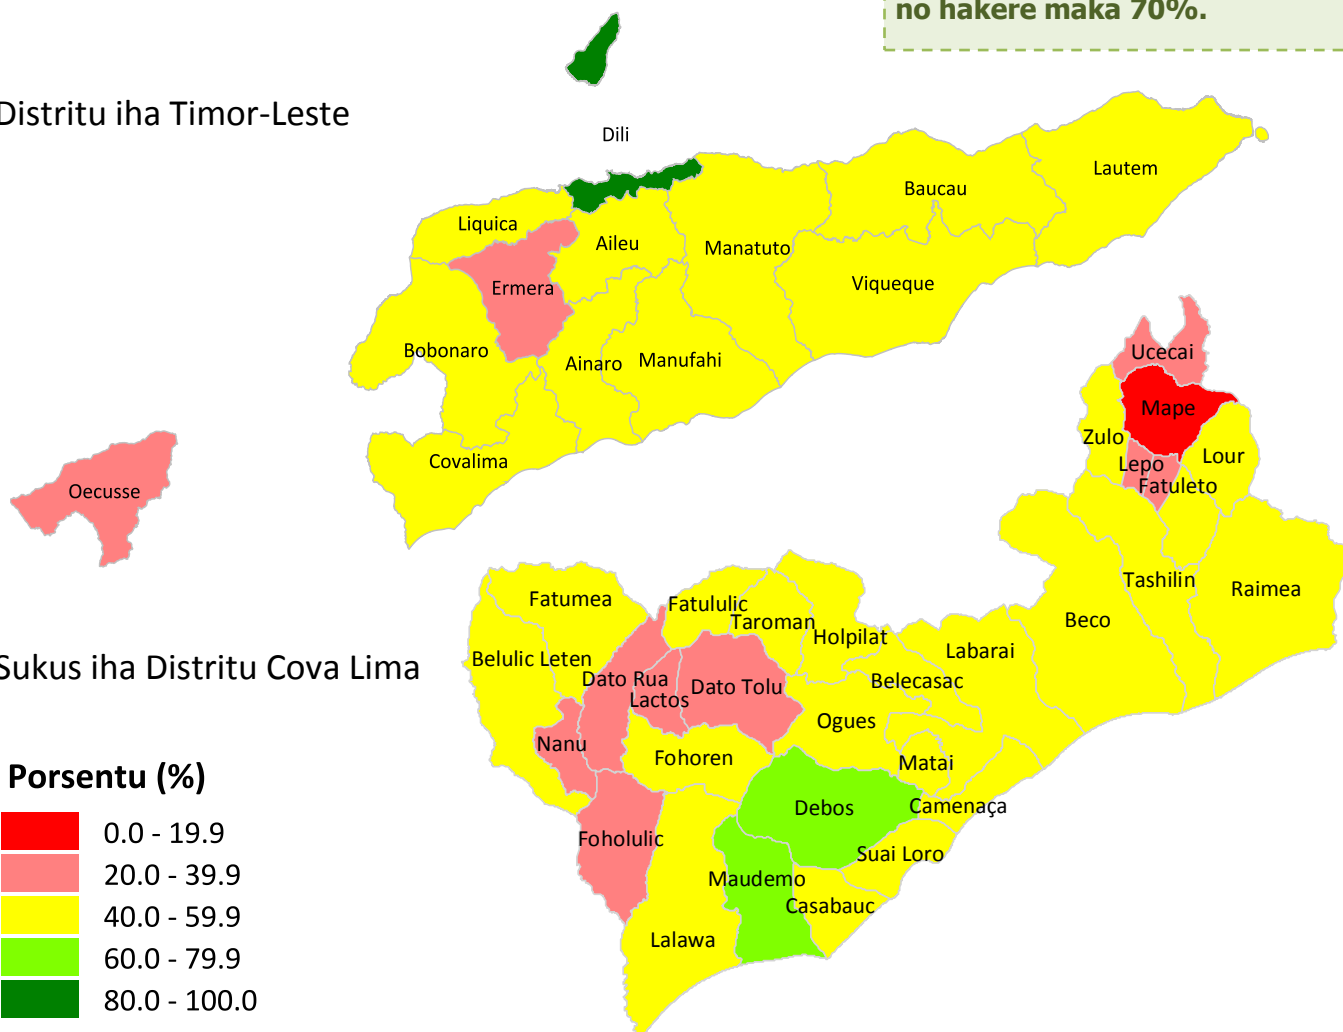 no hakere maka 70%.
Distritu iha Timor-Leste
Dili
Lautem
Baucau
Liquica
Aileu
Manatuto
Viqueque
Ermera
Bobonaro
Ainaro
Manufahi
Covalima
Oecusse
Ucecai
Mape
Zulo
Lour
Lepo
Fatuleto
Tashilin
Raimea
Beco
Fatumea
Fatululic
Taroman
Holpilat
Labarai
Belulic Leten
Sukus iha Distritu Cova Lima
Dato Rua
Dato Tolu
Belecasac
Lactos
Ogues
Nanu
Fohoren
Matai
Debos
Camenaça
Foholulic
Suai Loro
Maudemo
Casabauc
Lalawa
Porsentu (%)
0.0 - 19.9
20.0 - 39.9
40.0 - 59.9
60.0 - 79.9
80.0 - 100.0